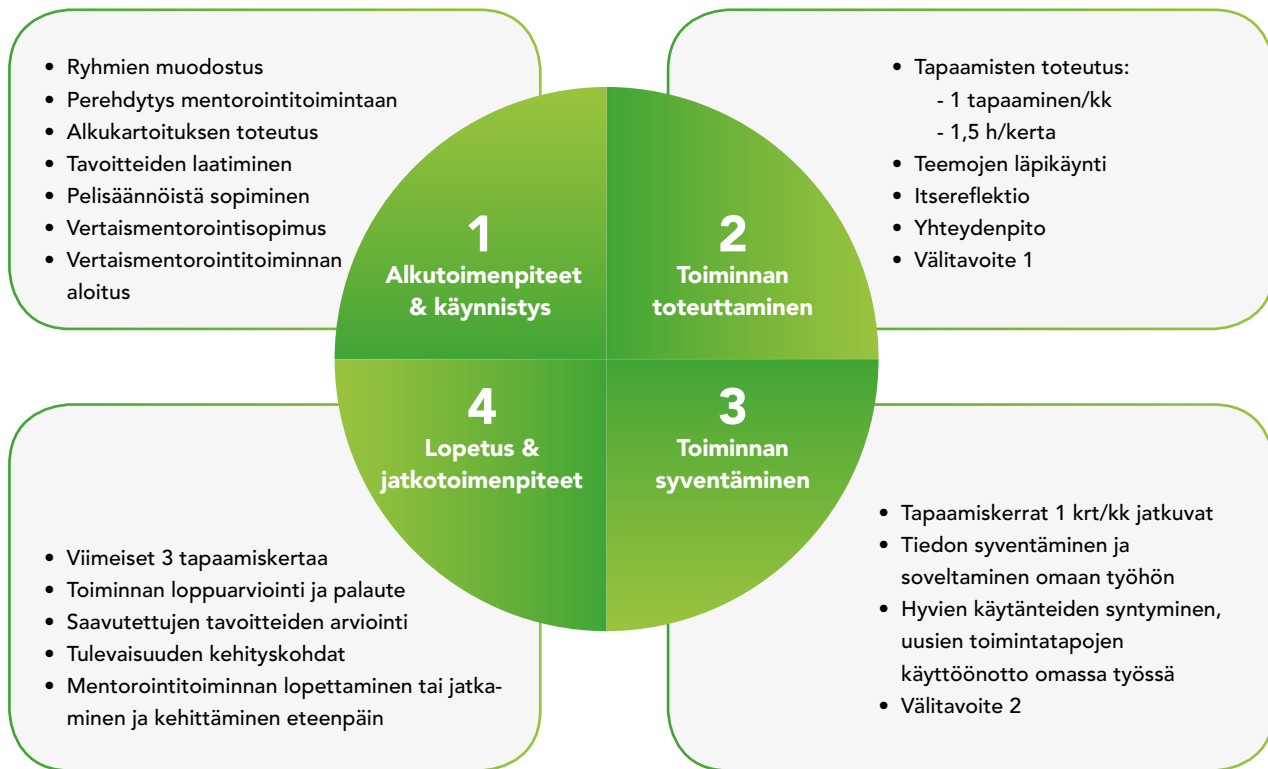 • Ryhmien muodostus
• Perehdytys mentorointitoimintaan
• Alkukartoituksen toteutus
• Tavoitteiden laatiminen
• Pelisäännöistä sopiminen
• Vertaismentorointisopimus
• Vertaismentorointitoiminnan
aloitus
1
Alkutoimenpiteet
& käynnistys
2
Toiminnan
toteuttaminen
• Tapaamisten toteutus:
- 1 tapaaminen/kk
- 1,5 h/kerta
• Teemojen läpikäynti
• Itsereflektio
• Yhteydenpito
• Välitavoite 1
4
Lopetus &
jatkotoimenpiteet
3
Toiminnan
syventäminen
• Viimeiset 3 tapaamiskertaa
• Toiminnan loppuarviointi ja palaute
• Saavutettujen tavoitteiden arviointi
• Tulevaisuuden kehityskohdat
• Mentorointitoiminnan lopettaminen tai jatka-
minen ja kehittäminen eteenpäin
• Tapaamiskerrat 1 krt/kk jatkuvat
• Tiedon syventäminen ja
soveltaminen omaan työhön
• Hyvien käytänteiden syntyminen,
uusien toimintatapojen
käyttöönotto omassa työssä
• Välitavoite 2